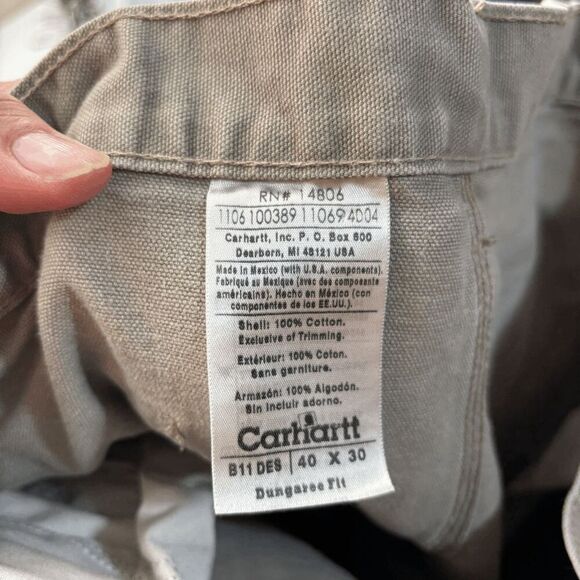 RN# 14806
1106100389 11069 4D04
Carhartt, Inc. P. O. Box 600
Dearborn, MI 48121 USA
Made in Mexico (with U.S.A. components).
Fabriqué au Mexique (avec des composants
américains). Hecho en México (con
componentes de los EE.UU.).
Shell: 100% Cotton.
Exclusive of Trimming.
Extérieur: 100% Coton.
Sans garniture.
Armazón: 100% Algodón.
Sin incluir adorno.
Carhartt
B11 DES 40 X 30
Dungaree Fit